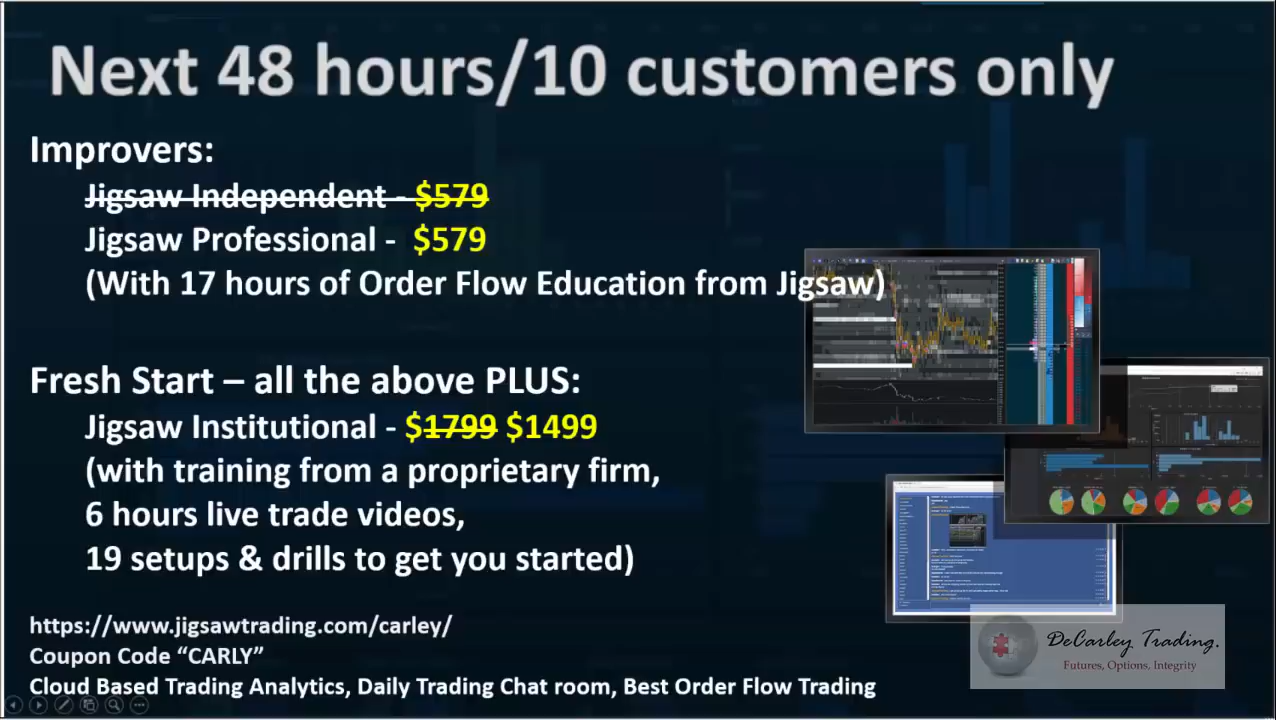 Next 48 hours/10 customers only
Improvers:
Jigsaw Independent - $579
Jigsaw Professional - $579
(With 17 hours of Order Flow Education from Jigsaw)
Fresh Start – all the above PLUS:
Jigsaw Institutional - $1799 $1499
(with training from a proprietary firm,
6 hours live trade videos,
19 setups & drills to get you started)
https://www.jigsawtrading.com/carley/
Coupon Code “CARLY”
Cloud Based Trading Analytics, Daily Trading Chat room, Best Order Flow Trading
DeCarley Trading.
Futures, Options, Integrity